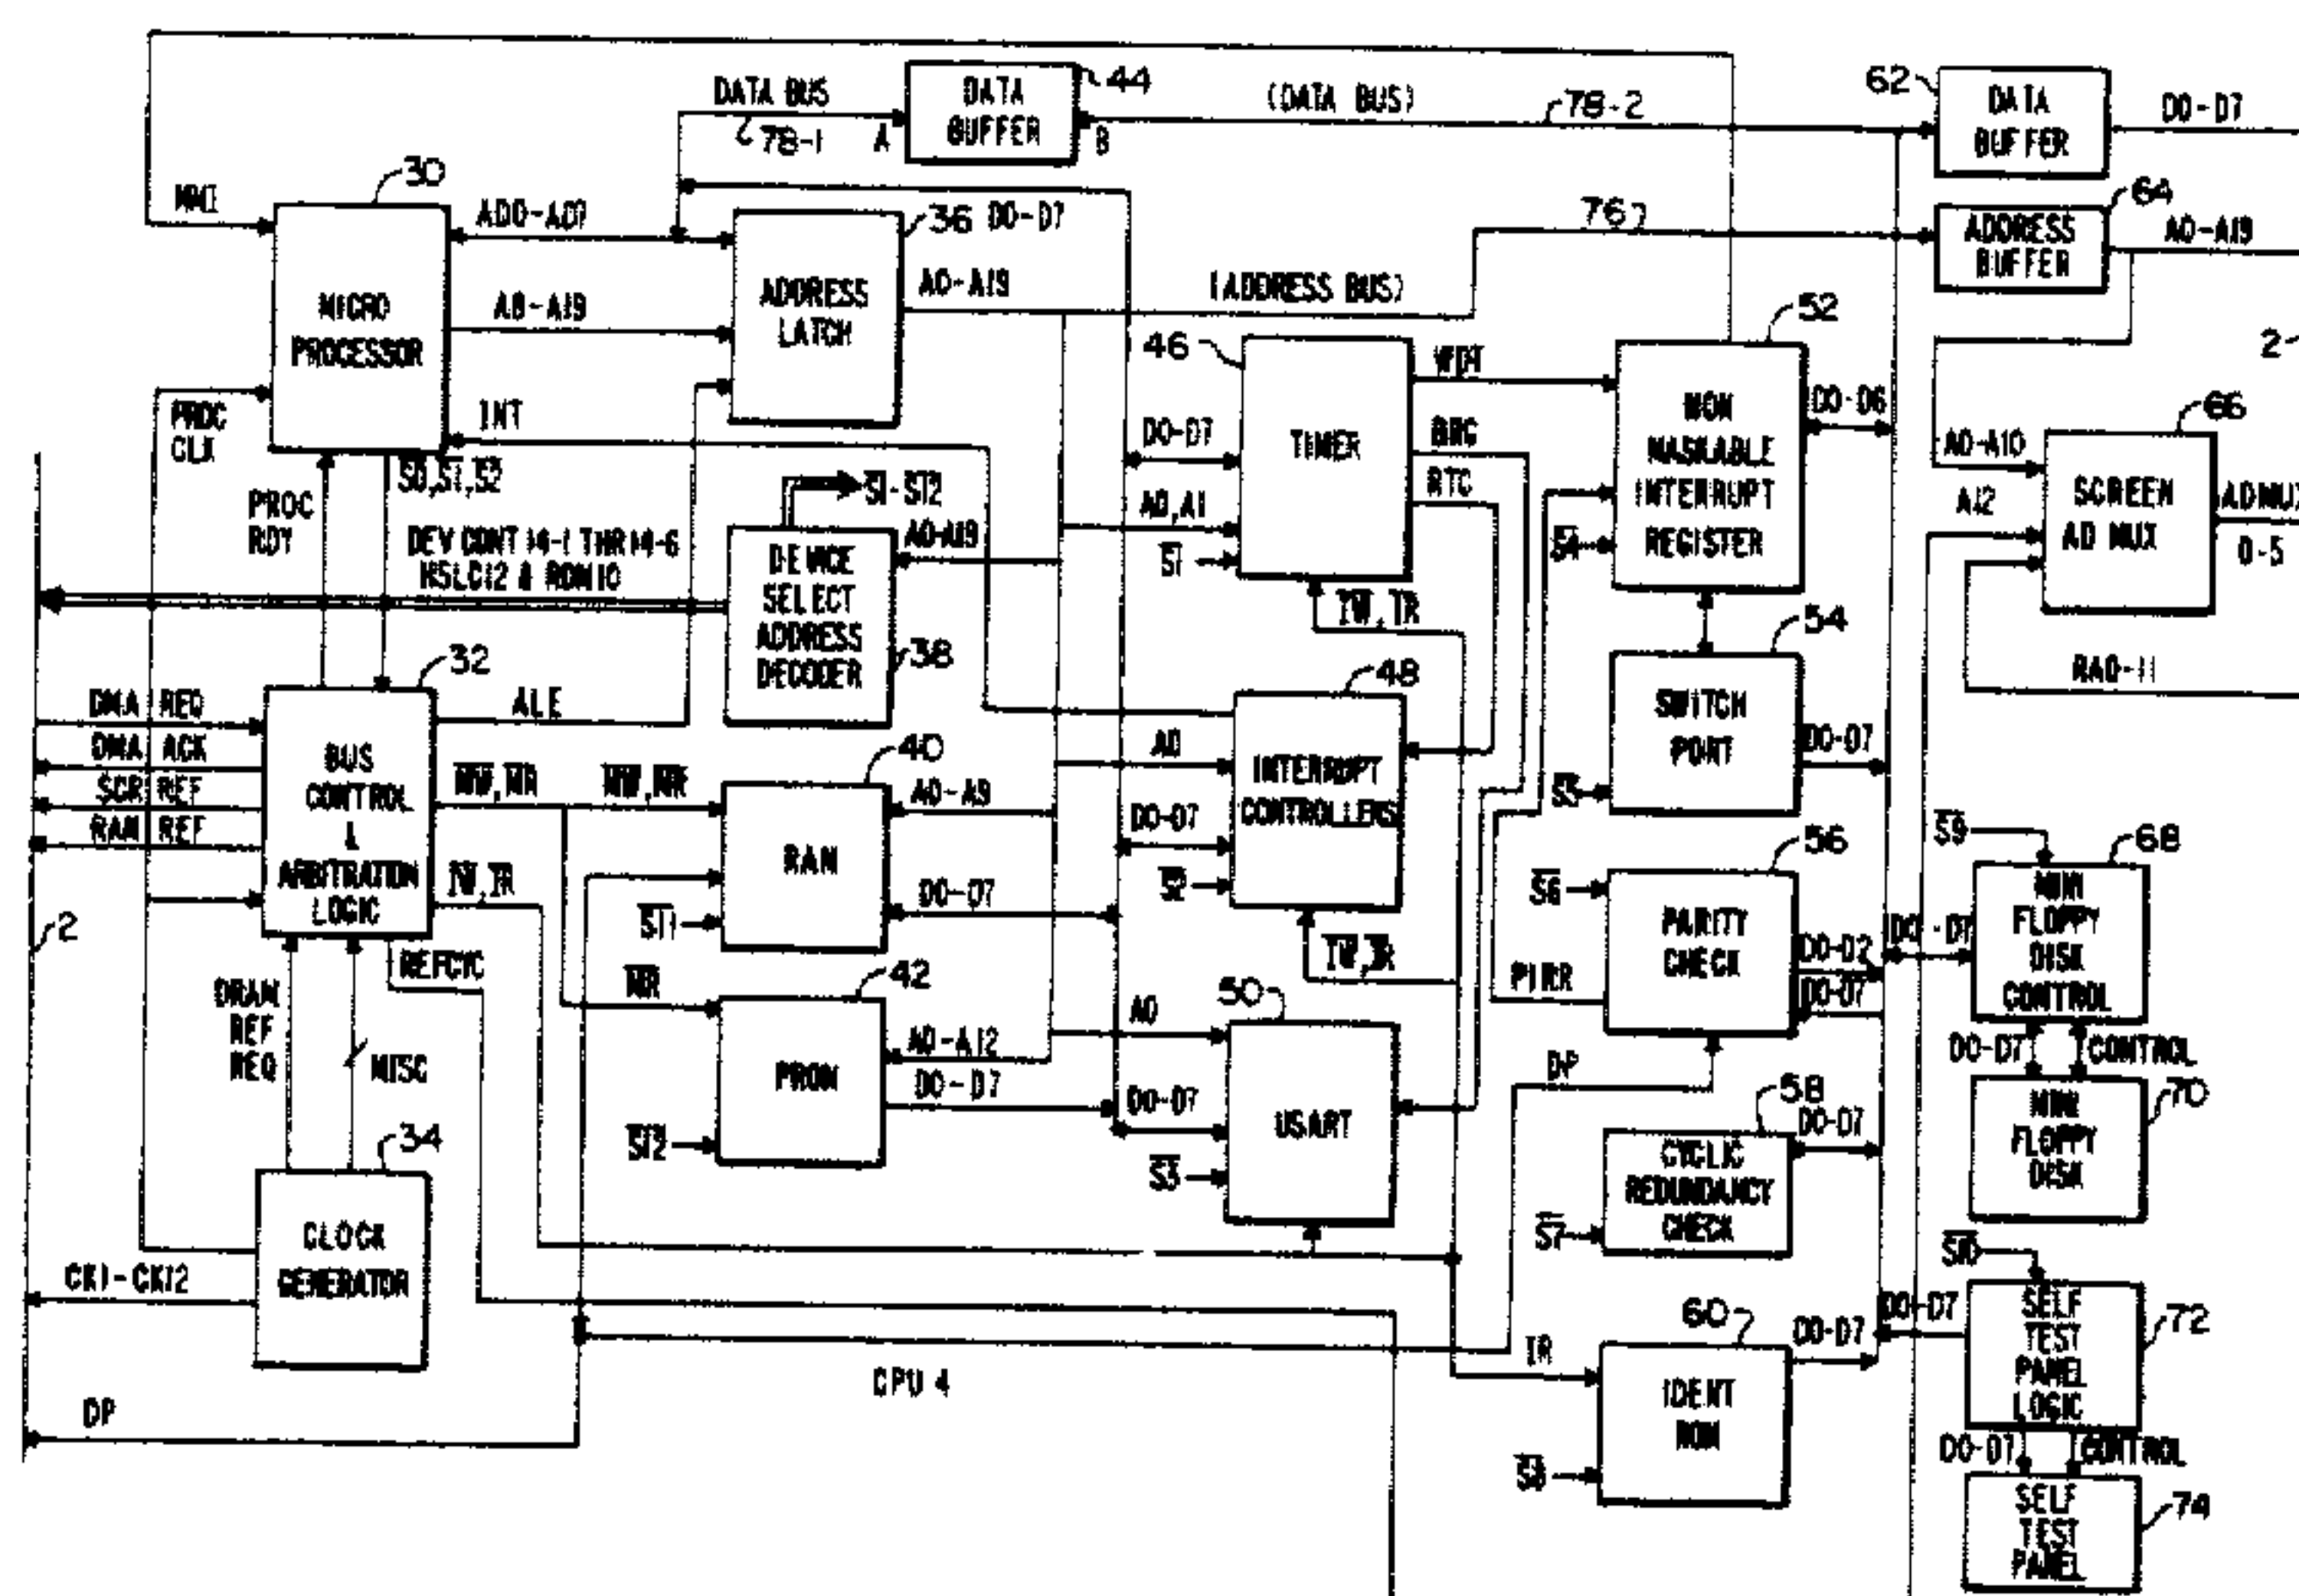 DATA BUS
78-1
A
DATA
BUFFER
44
B
(DATA BUS)
78-2
62
DATA
BUFFER
D0-D7
NMI
30
MICRO
PROCESSOR
AD0-AD7
A8-A19
36
D0-D7
ADDRESS
LATCH
A0-A19
(ADDRESS BUS)
76
64
ADDRESS
BUFFER
A0-A19
2
PROC
CLK
INT
S0,S1,S2
PROC
RDY
46
TIMER
WDT
BRG
RTC
D0-D7
A0,A1
S1
IW,IR
52
NON
MASKABLE
INTERRUPT
REGISTER
D0-D6
S4
66
SCREEN
AD MUX
A0-A10
A12
ADMUX
0-5
RA0-11
S1-S12
DEV CONT 14-1 THR 14-6
HSLC12 & RDM10
DEVICE
SELECT
ADDRESS
DECODER
38
A0-A19
54
SWITCH
PORT
D0-D7
S5
32
BUS
CONTROL
&
ARBITRATION
LOGIC
DMA REQ
DMA ACK
SCR REF
RAM REF
ALE
MW,MR
MW,MR
IW,IR
REFCYC
2
40
RAM
A0-A9
D0-D7
S11
48
INTERRUPT
CONTROLLERS
A0
D0-D7
S2
IW,IR
56
PARITY
CHECK
S6
D0-D2
D0-D7
PIRR
DP
S9
68
MINI
FLOPPY
DISK
CONTROL
D0-D7
D0-D7
CONTROL
70
MINI
FLOPPY
DISK
42
PROM
MR
A0-A12
D0-D7
S12
50
USART
A0
D0-D7
S3
58
CYCLIC
REDUNDANCY
CHECK
D0-D7
S7
DRAM
REF
REQ
MISC
34
CLOCK
GENERATOR
CK1-CK12
DP
CPU 4
60
IDENT
ROM
IR
D0-D7
S8
S10
72
SELF
TEST
PANEL
LOGIC
D0-D7
D0-D7
CONTROL
74
SELF
TEST
PANEL